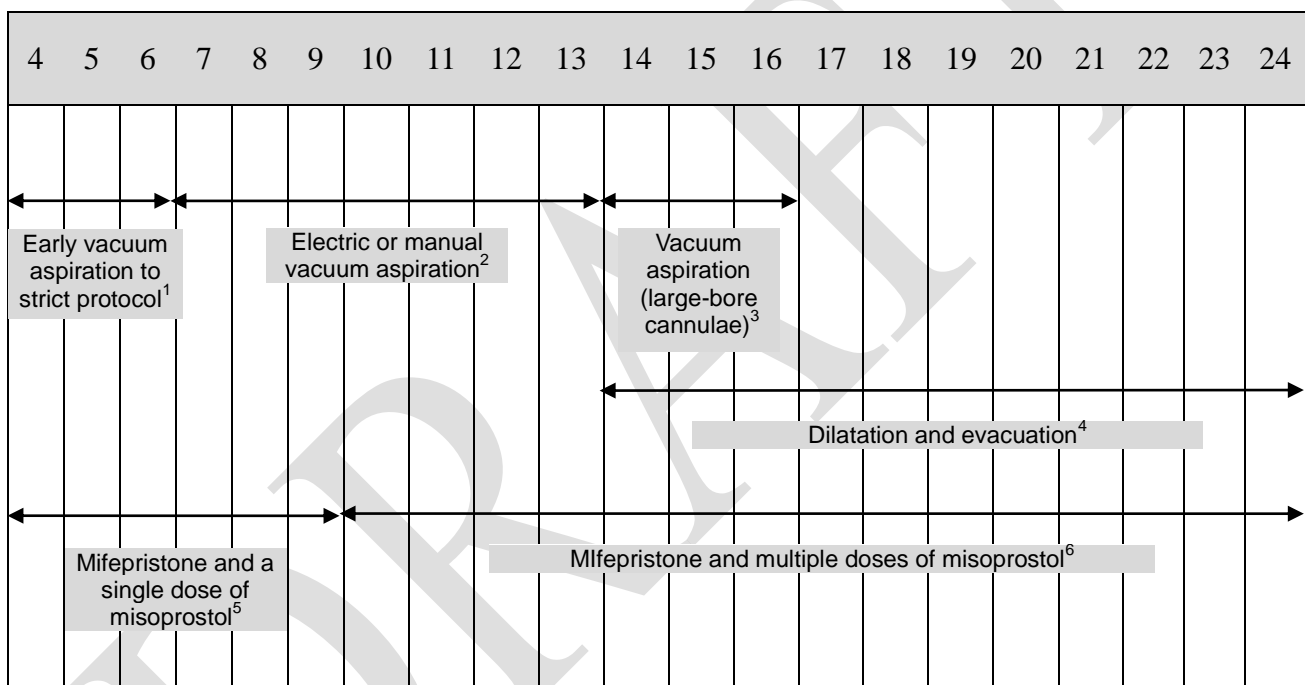 4 5 6 7 8 9 10 11 12 13 14 15 16 17 18 19 20 21 22 23 24
Early vacuum
aspiration to
strict protocol1
Electric or manual
vacuum aspiration2
Vacuum
aspiration
(large-bore
cannulae)3
Dilatation and evacuation4
Mifepristone and a
single dose of
misoprostol5
MIfepristone and multiple doses of misoprostol6
DRAFT